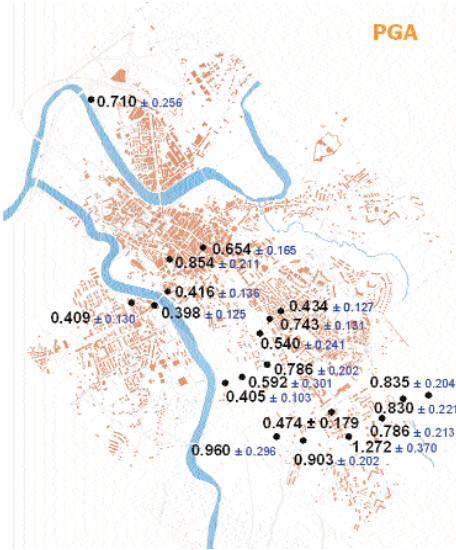 PGA
0.710 ± 0.256
0.654 ± 0.165
0.854 ± 0.211
0.416 ± 0.136
0.409 ± 0.130
0.398 ± 0.125
0.434 ± 0.127
0.743 ± 0.131
0.540 ± 0.241
0.786 ± 0.202
0.592 ± 0.301
0.405 ± 0.103
0.835 ± 0.204
0.830 ± 0.221
0.474 ± 0.179
0.786 ± 0.213
0.960 ± 0.296
1.272 ± 0.370
0.903 ± 0.202